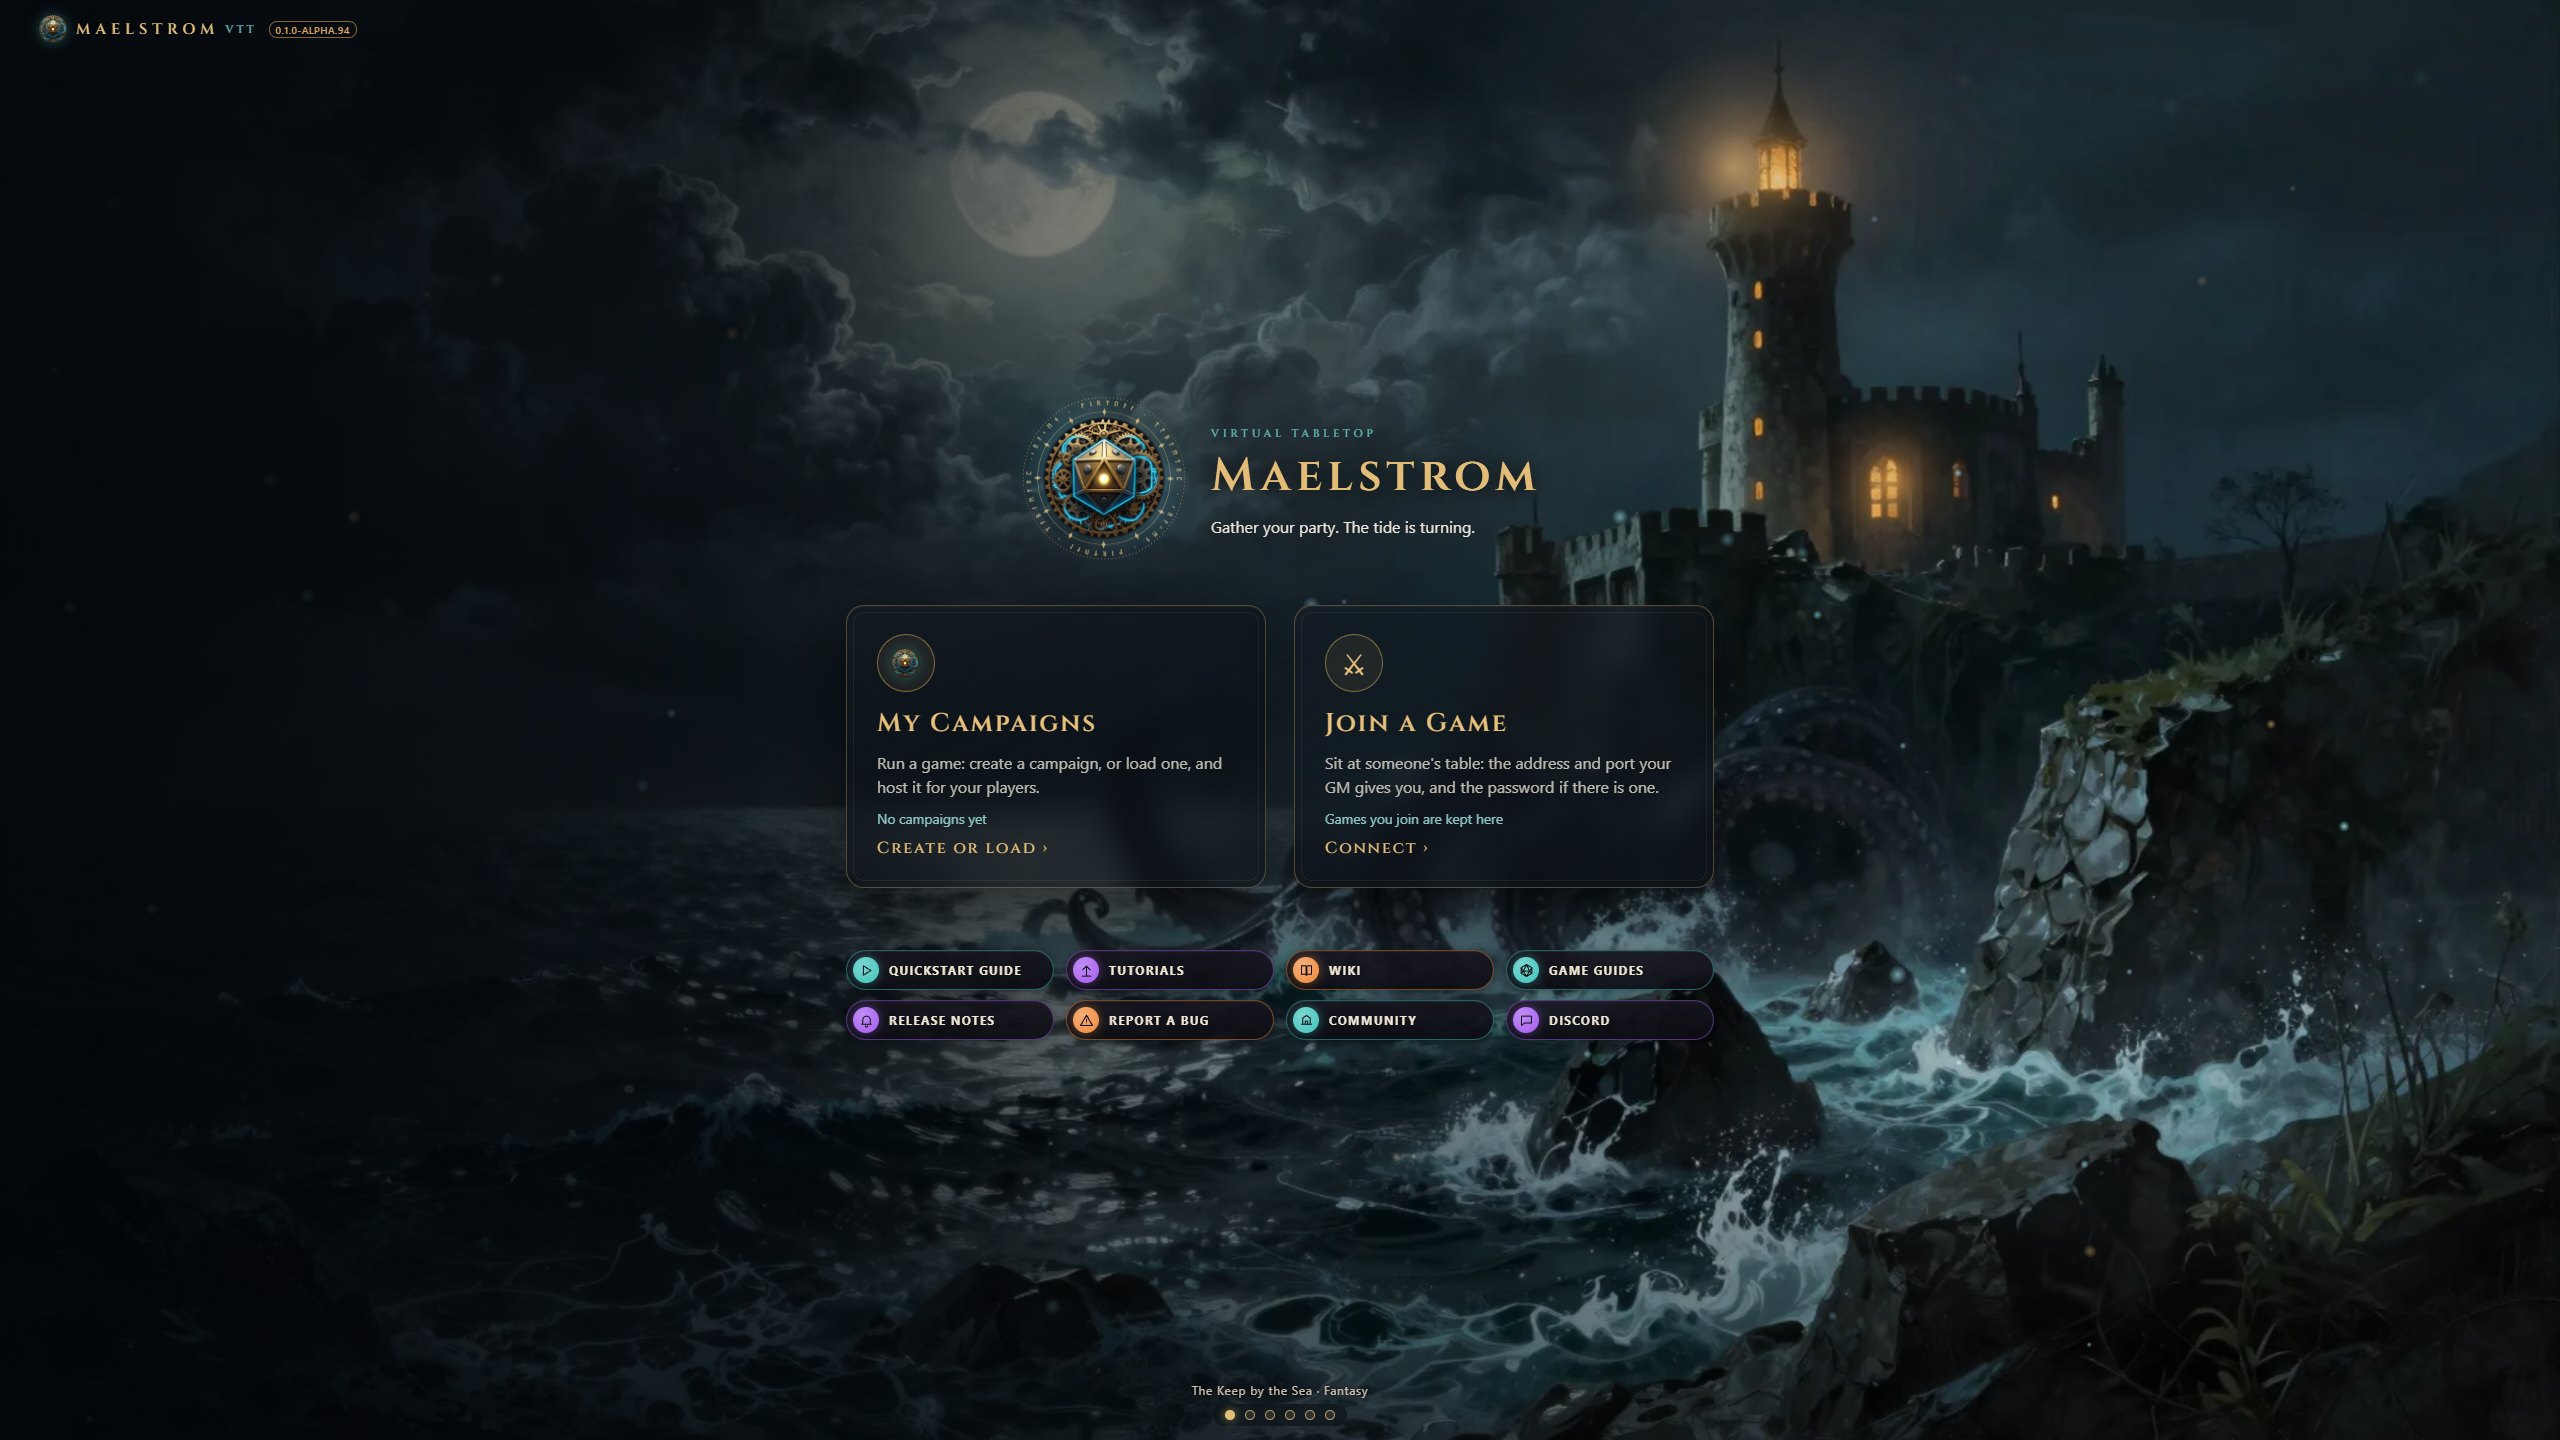 MAELSTROM VTT 0.1.0-ALPHA.94
VIRTUAL TABLETOP
MAELSTROM
Gather your party. The tide is turning.
MY CAMPAIGNS
Run a game: create a campaign, or load one, and
host it for your players.
No campaigns yet
CREATE OR LOAD ›
JOIN A GAME
Sit at someone's table: the address and port your
GM gives you, and the password if there is one.
Games you join are kept here
CONNECT ›
QUICKSTART GUIDE
TUTORIALS
WIKI
GAME GUIDES
RELEASE NOTES
REPORT A BUG
COMMUNITY
DISCORD
The Keep by the Sea · Fantasy